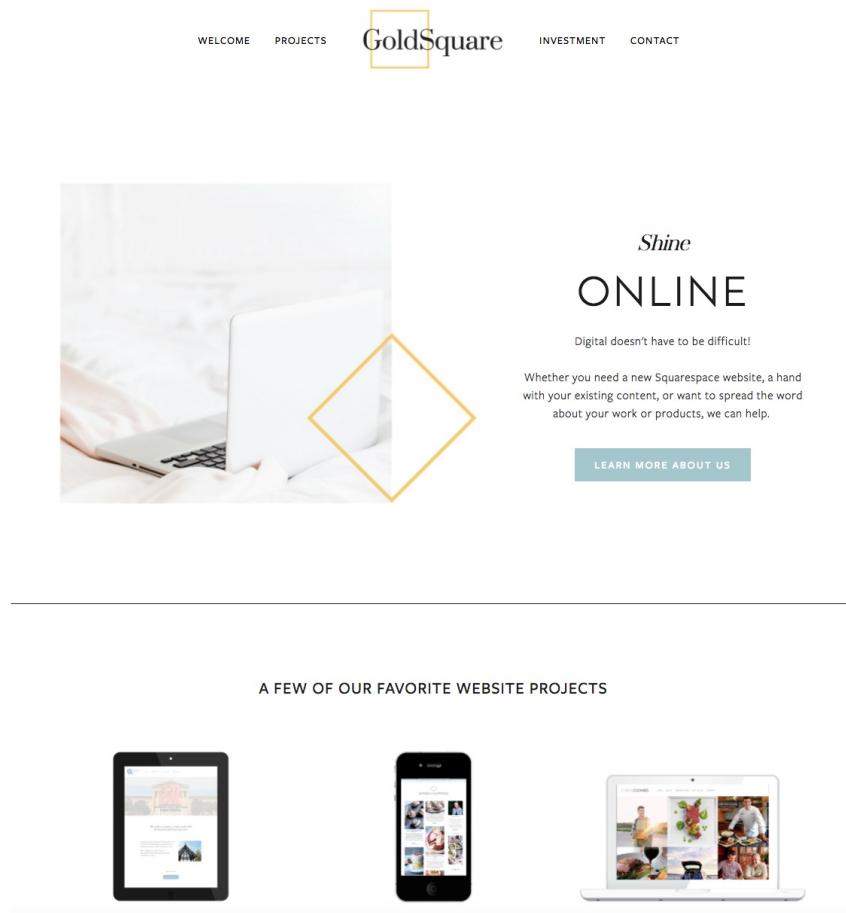 WELCOME PROJECTS GoldSquare INVESTMENT CONTACT
Shine
ONLINE
Digital doesn't have to be difficult!
Whether you need a new Squarespace website, a hand
with your existing content, or want to spread the word
about your work or products, we can help.
LEARN MORE ABOUT US
A FEW OF OUR FAVORITE WEBSITE PROJECTS